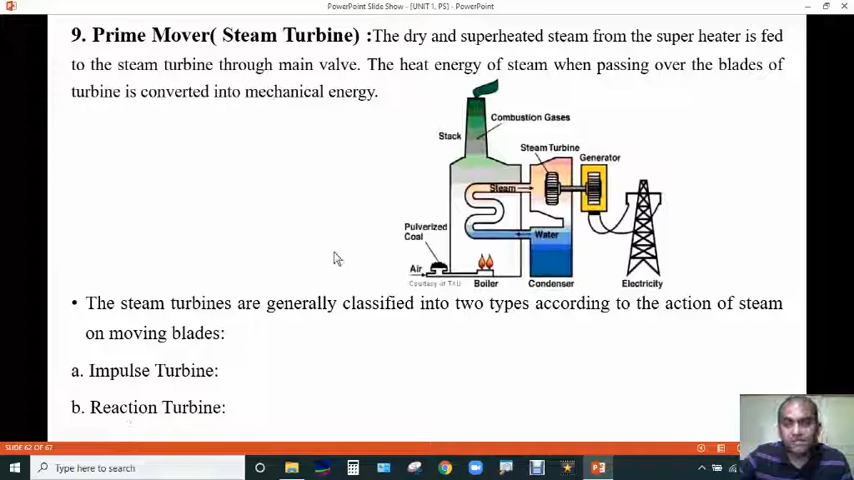 PowerPoint Slide Show - [UNIT 1, PS] - PowerPoint
9. Prime Mover( Steam Turbine) :The dry and superheated steam from the super heater is fed
to the steam turbine through main valve. The heat energy of steam when passing over the blades of
turbine is converted into mechanical energy.
Combustion Gases
Stack
Steam Turbine
Generator
Steam
Pulverized
Coal
Water
Air
Courtesy of TAU
Boiler
Condenser
Electricity
• The steam turbines are generally classified into two types according to the action of steam
on moving blades:
a. Impulse Turbine:
b. Reaction Turbine:
SLIDE 62 OF 67
Type here to search